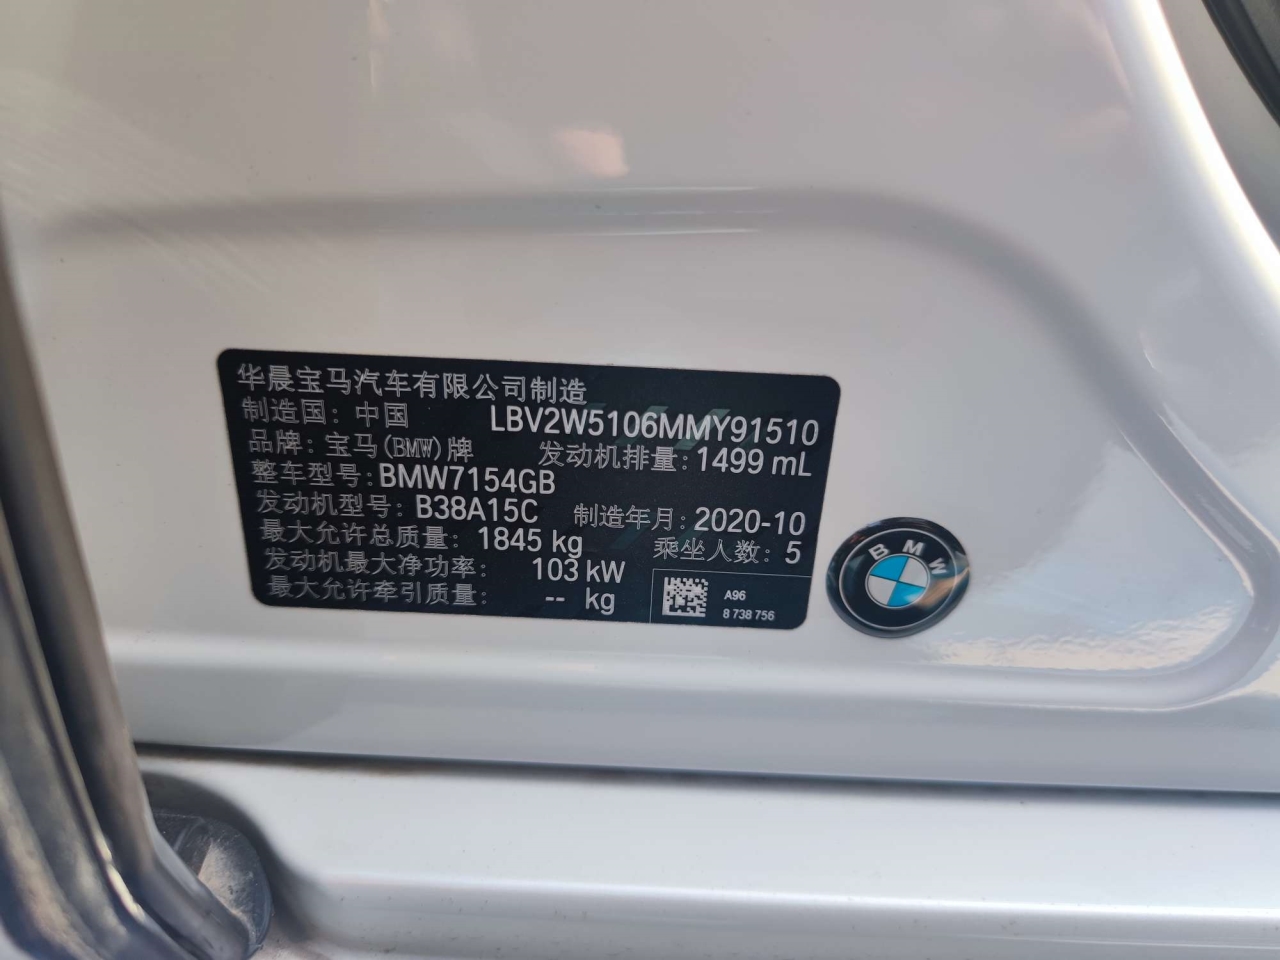 华晨宝马汽车有限公司制造
制造国: 中国 LBV2W5106MMY91510
品牌: 宝马(BMW)牌 发动机排量: 1499 mL
整车型号: BMW7154GB
发动机型号: B38A15C 制造年月: 2020-10
最大允许总质量: 1845 kg 乘坐人数: 5
发动机最大净功率: 103 kW
最大允许牵引质量: -- kg
A96
8 738 756
BMW